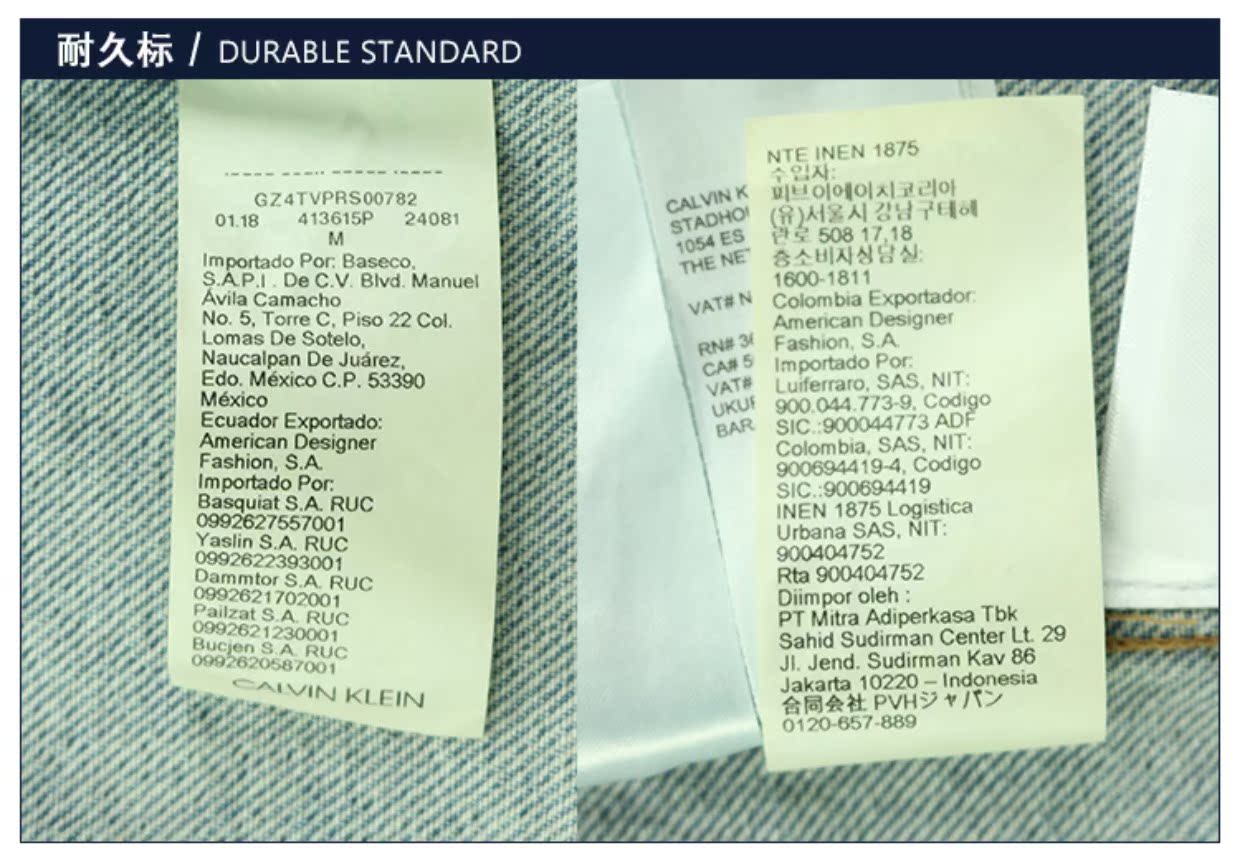 耐久标 / DURABLE STANDARD
GZ4TVPRS00782
01.18 413615P 24081
M
Importado Por: Baseco,
S.A.P.I . De C.V. Blvd. Manuel
Ávila Camacho
No. 5, Torre C, Piso 22 Col.
Lomas De Sotelo,
Naucalpan De Juárez,
Edo. México C.P. 53390
México
Ecuador Exportado:
American Designer
Fashion, S.A.
Importado Por:
Basquiat S.A. RUC
0992627557001
Yaslin S.A. RUC
0992622393001
Dammtor S.A. RUC
0992621702001
Pailzat S.A. RUC
0992621230001
Bucjen S.A. RUC
0992620587001
CALVIN KLEIN
CALVIN K
STADHO
1054 ES
THE NE
VAT# N
RN# 3
CA# 5
VAT#
UKU
BAR
NTE INEN 1875
수입자:
피브이에이치코리아
(유)서울시 강남구테헤
란로 508 17,18
층소비자상담실:
1600-1811
Colombia Exportador:
American Designer
Fashion, S.A.
Importado Por:
Luiferraro, SAS, NIT:
900.044.773-9, Codigo
SIC.:900044773 ADF
Colombia, SAS, NIT:
900694419-4, Codigo
SIC.:900694419
INEN 1875 Logistica
Urbana SAS, NIT:
900404752
Rta 900404752
Diimpor oleh :
PT Mitra Adiperkasa Tbk
Sahid Sudirman Center Lt. 29
Jl. Jend. Sudirman Kav 86
Jakarta 10220 – Indonesia
合同会社 PVHジャパン
0120-657-889